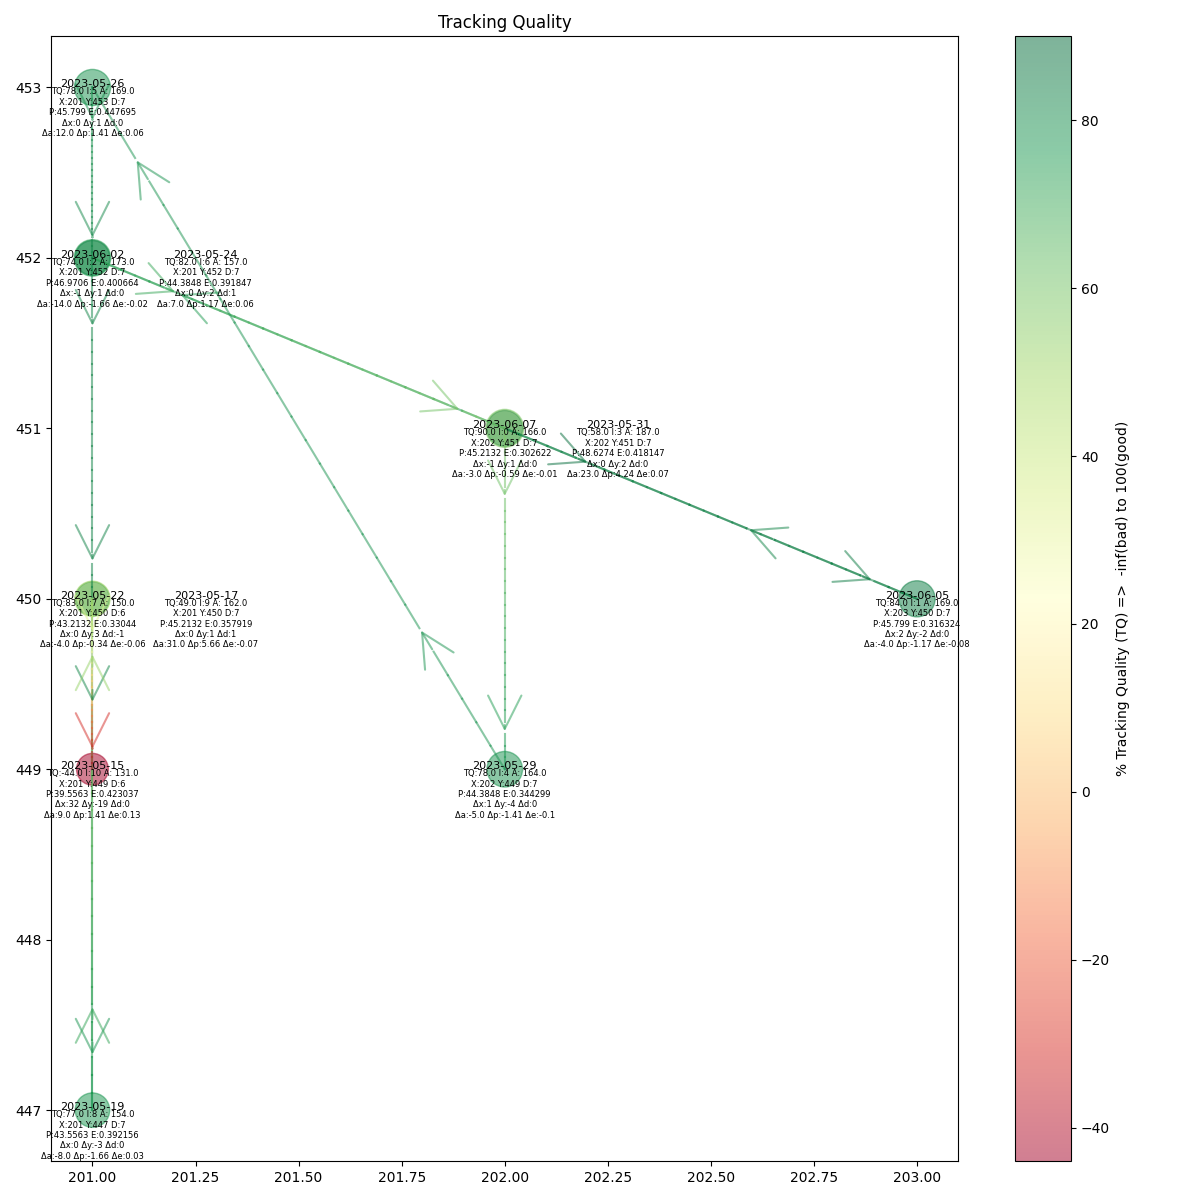 Tracking Quality
453
2023-05-26
TQ:78.0 I:5 A: 169.0
X:201 Y:453 D:7
P:45.799 E:0.447695
Δx:0 Δy:1 Δd:0
Δa:12.0 Δp:1.41 Δe:0.06
452
2023-06-02
TQ:74.0 I:2 A: 173.0
X:201 Y:452 D:7
P:46.9706 E:0.400664
Δx:-1 Δy:1 Δd:0
Δa:-14.0 Δp:-1.66 Δe:-0.02
2023-05-24
TQ:82.0 I:6 A: 157.0
X:201 Y:452 D:7
P:44.3848 E:0.391847
Δx:0 Δy:2 Δd:1
Δa:7.0 Δp:1.17 Δe:0.06
451
2023-06-07
TQ:90.0 I:0 A: 166.0
X:202 Y:451 D:7
P:45.2132 E:0.302622
Δx:-1 Δy:1 Δd:0
Δa:-3.0 Δp:-0.59 Δe:-0.01
2023-05-31
TQ:58.0 I:3 A: 187.0
X:202 Y:451 D:7
P:48.6274 E:0.418147
Δx:0 Δy:2 Δd:0
Δa:23.0 Δp:4.24 Δe:0.07
450
2023-05-22
TQ:83.0 I:7 A: 150.0
X:201 Y:450 D:6
P:43.2132 E:0.33044
Δx:0 Δy:3 Δd:-1
Δa:-4.0 Δp:-0.34 Δe:-0.06
2023-05-17
TQ:49.0 I:9 A: 162.0
X:201 Y:450 D:7
P:45.2132 E:0.357919
Δx:0 Δy:1 Δd:1
Δa:31.0 Δp:5.66 Δe:-0.07
2023-06-05
TQ:84.0 I:1 A: 169.0
X:203 Y:450 D:7
P:45.799 E:0.316324
Δx:2 Δy:-2 Δd:0
Δa:-4.0 Δp:-1.17 Δe:-0.08
449
2023-05-15
TQ:-44.0 I:10 A: 131.0
X:201 Y:449 D:6
P:39.5563 E:0.423037
Δx:32 Δy:-19 Δd:0
Δa:9.0 Δp:1.41 Δe:0.13
2023-05-29
TQ:78.0 I:4 A: 164.0
X:202 Y:449 D:7
P:44.3848 E:0.344299
Δx:1 Δy:-4 Δd:0
Δa:-5.0 Δp:-1.41 Δe:-0.1
448
447
2023-05-19
TQ:77.0 I:8 A: 154.0
X:201 Y:447 D:7
P:43.5563 E:0.392156
Δx:0 Δy:-3 Δd:0
Δa:-8.0 Δp:-1.66 Δe:0.03
201.00 201.25 201.50 201.75 202.00 202.25 202.50 202.75 203.00
80
60
40
20
0
−20
−40
% Tracking Quality (TQ) => -inf(bad) to 100(good)